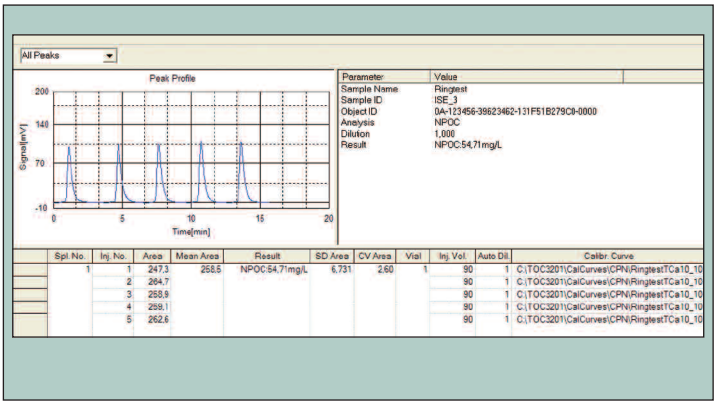 All Peaks
Peak Profile
200
140
70
-10
Signal[mV]
0 5 10 15 20
Time[min]
Parameter Value
Sample Name Ringtest
Sample ID ISE_3
Object ID 0A-123456-39623462-131F51B279C0-0000
Analysis NPOC
Dilution 1,000
Result NPOC:54,71mg/L
Spl. No. Inj. No. Area Mean Area Result SD Area CV Area Vial Inj. Vol. Auto Dil. Calibr. Curve
1 1 247,3 258,5 NPOC:54,71mg/L 6,731 2,60 1 90 1 C:\TOC3201\CalCurves\CPN\RingtestTCa10_10
2 264,7 90 1 C:\TOC3201\CalCurves\CPN\RingtestTCa10_10
3 258,9 90 1 C:\TOC3201\CalCurves\CPN\RingtestTCa10_10
4 259,1 90 1 C:\TOC3201\CalCurves\CPN\RingtestTCa10_10
5 262,6 90 1 C:\TOC3201\CalCurves\CPN\RingtestTCa10_10